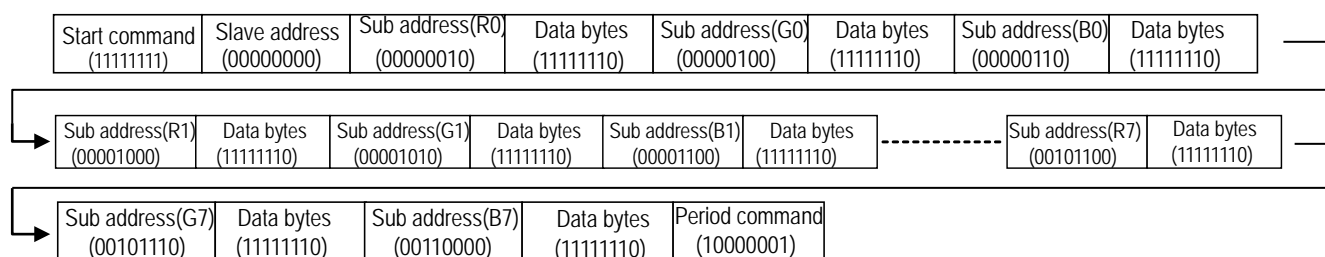 Start command Slave address Sub address(R0) Data bytes Sub address(G0) Data bytes Sub address(B0) Data bytes
(11111111) (00000000) (00000010) (11111110) (00000100) (11111110) (00000110) (11111110)
Sub address(R1) Data bytes Sub address(G1) Data bytes Sub address(B1) Data bytes Sub address(R7) Data bytes
(00001000) (11111110) (00001010) (11111110) (00001100) (11111110) (00101100) (11111110)
Sub address(G7) Data bytes Sub address(B7) Data bytes Period command
(00101110) (11111110) (00110000) (11111110) (10000001)